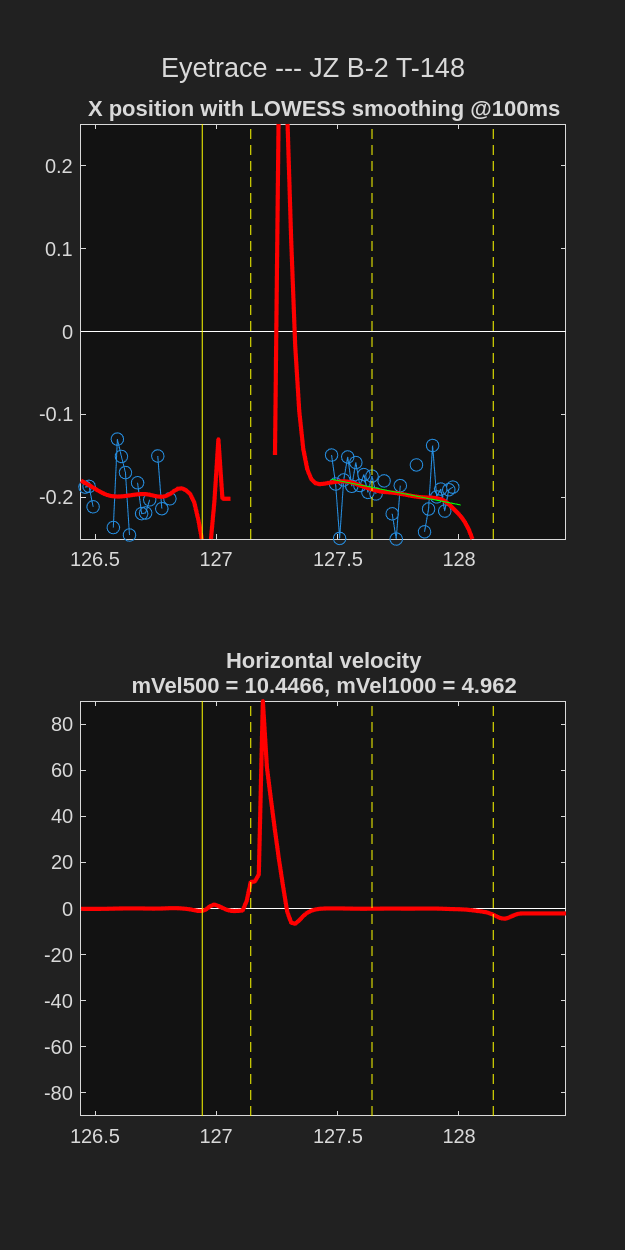 Eyetrace --- JZ B-2 T-148
X position with LOWESS smoothing @100ms
0.2
0.1
0
-0.1
-0.2
126.5 127 127.5 128
Horizontal velocity
mVel500 = 10.4466, mVel1000 = 4.962
80
60
40
20
0
-20
-40
-60
-80
126.5 127 127.5 128